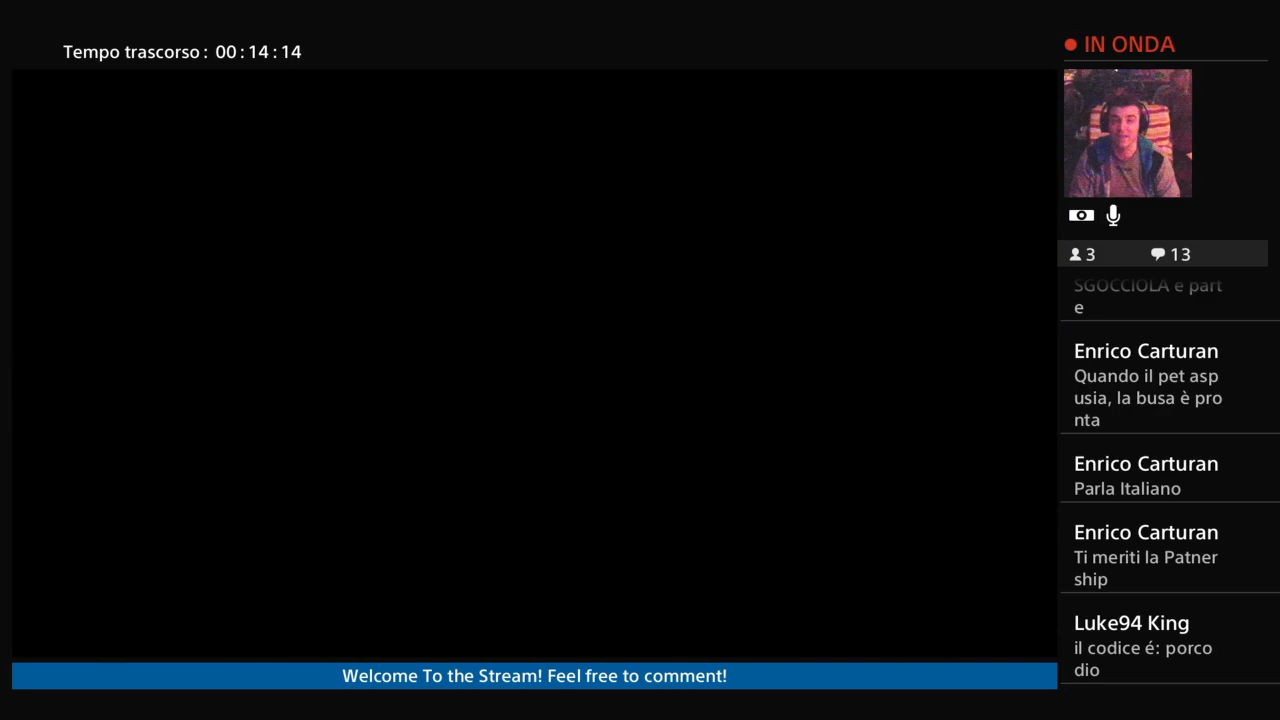 Tempo trascorso : 00 : 14 : 14
IN ONDA
3
13
SGOCCIOLA e part
e
Enrico Carturan
Quando il pet asp
usia, la busa è pro
nta
Enrico Carturan
Parla Italiano
Enrico Carturan
Ti meriti la Patner
ship
Luke94 King
il codice é: porco
dio
Welcome To the Stream! Feel free to comment!